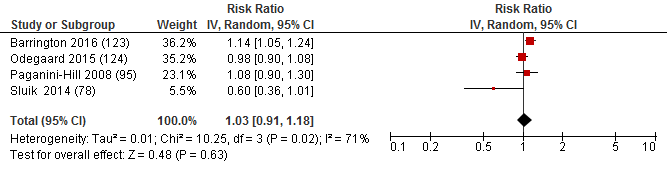 Risk Ratio Risk Ratio
Study or Subgroup Weight IV, Random, 95% CI IV, Random, 95% CI
Barrington 2016 (123) 36.2% 1.14 [1.05, 1.24]
Odegaard 2015 (124) 35.2% 0.98 [0.90, 1.08]
Paganini-Hill 2008 (95) 23.1% 1.08 [0.90, 1.30]
Sluik 2014 (78) 5.5% 0.60 [0.36, 1.01]
Total (95% CI) 100.0% 1.03 [0.91, 1.18]
Heterogeneity: Tau² = 0.01; Chi² = 10.25, df = 3 (P = 0.02); I² = 71%
Test for overall effect: Z = 0.48 (P = 0.63)
0.1 0.2 0.5 1 2 5 10